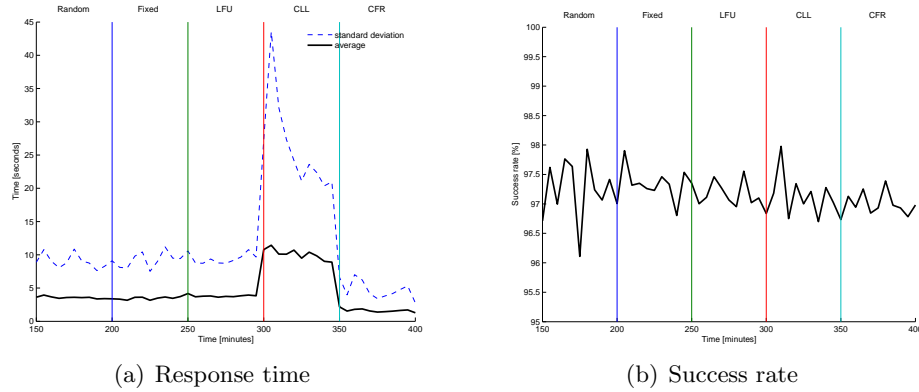 Random Fixed LFU CLL CFR
45
40
35
30
25
20
15
10
5
0
Time [seconds]
standard deviation
average
150 200 250 300 350 400
Time [minutes]
(a) Response time
Random Fixed LFU CLL CFR
100
99.5
99
98.5
98
97.5
97
96.5
96
95.5
95
Success rate [%]
150 200 250 300 350 400
Time [minutes]
(b) Success rate